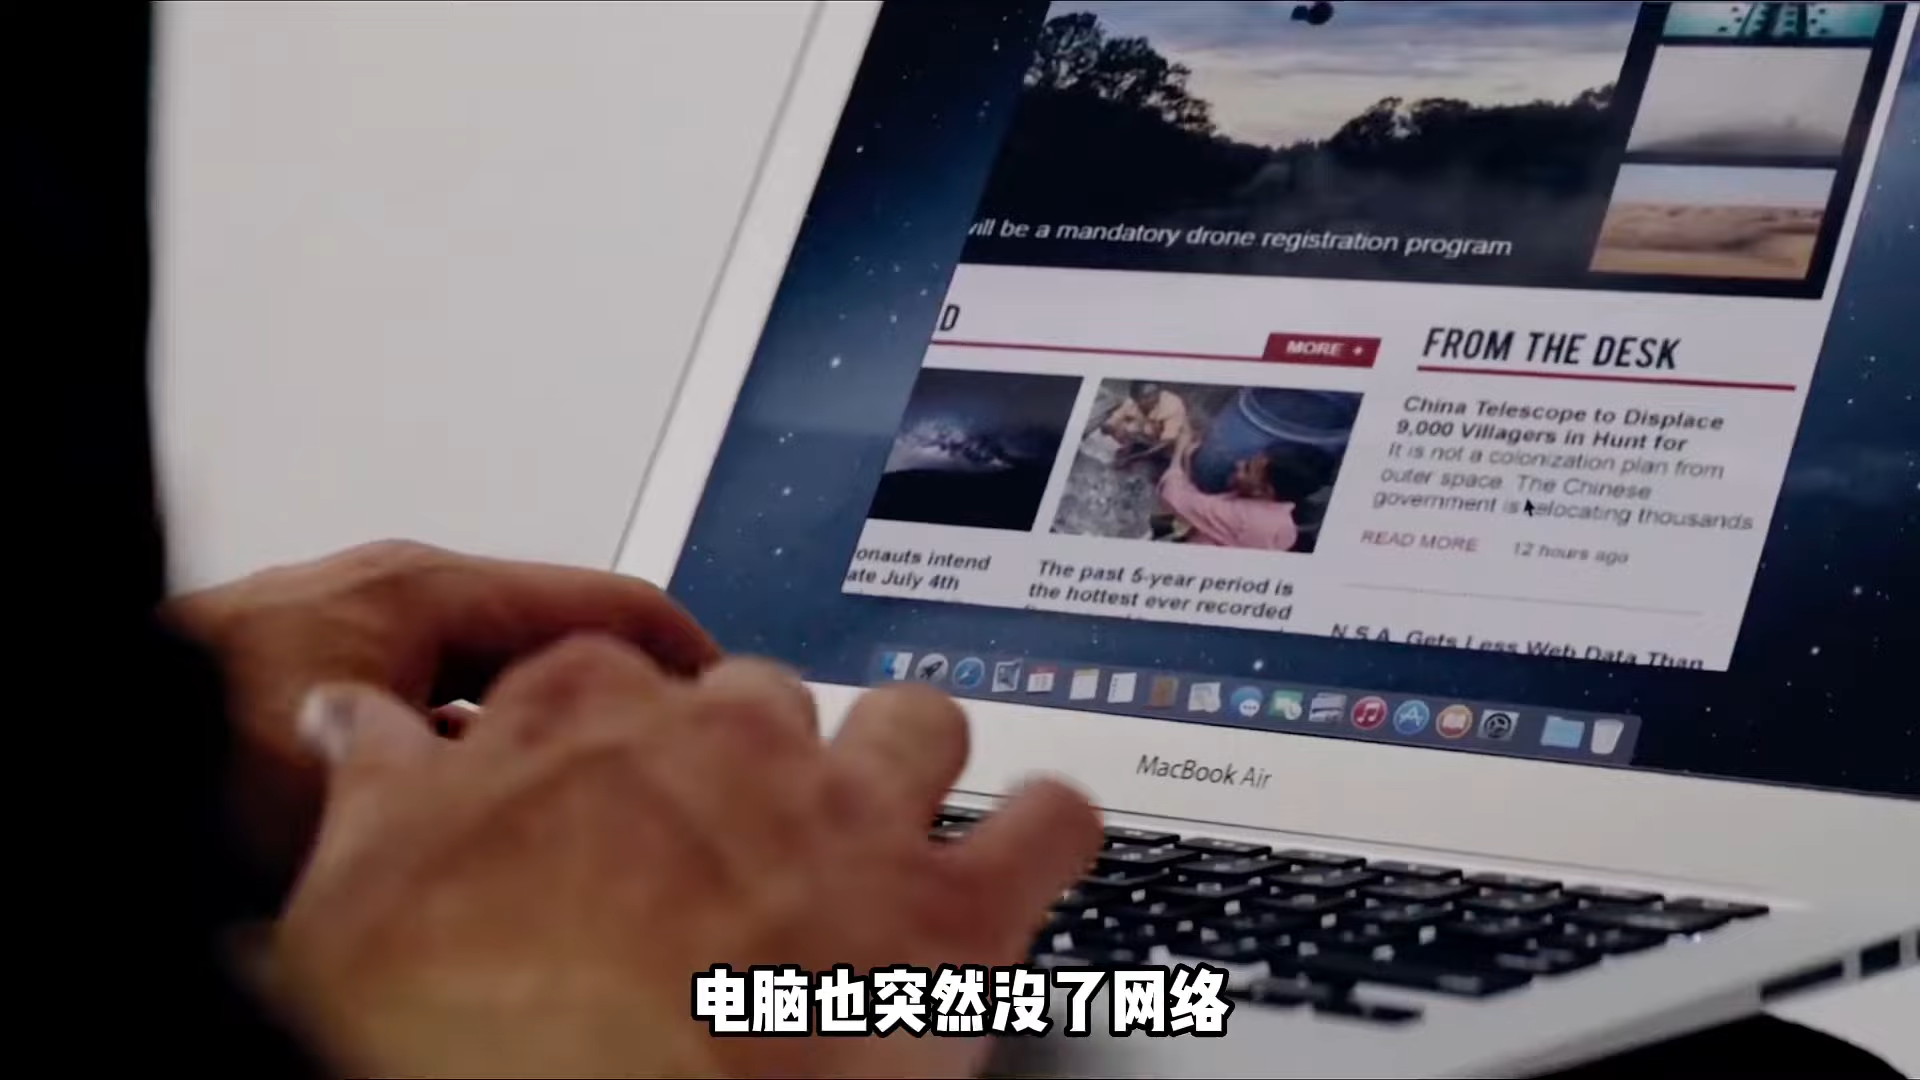 will be a mandatory drone registration program
D
MORE +
FROM THE DESK
China Telescope to Displace
9,000 Villagers in Hunt for
It is not a colonization plan from
outer space. The Chinese
government is relocating thousands
READ MORE 12 hours ago
onauts intend
ate July 4th
The past 5-year period is
the hottest ever recorded
N.S.A. Gets Less Web Data Than
MacBook Air
电脑也突然没了网络